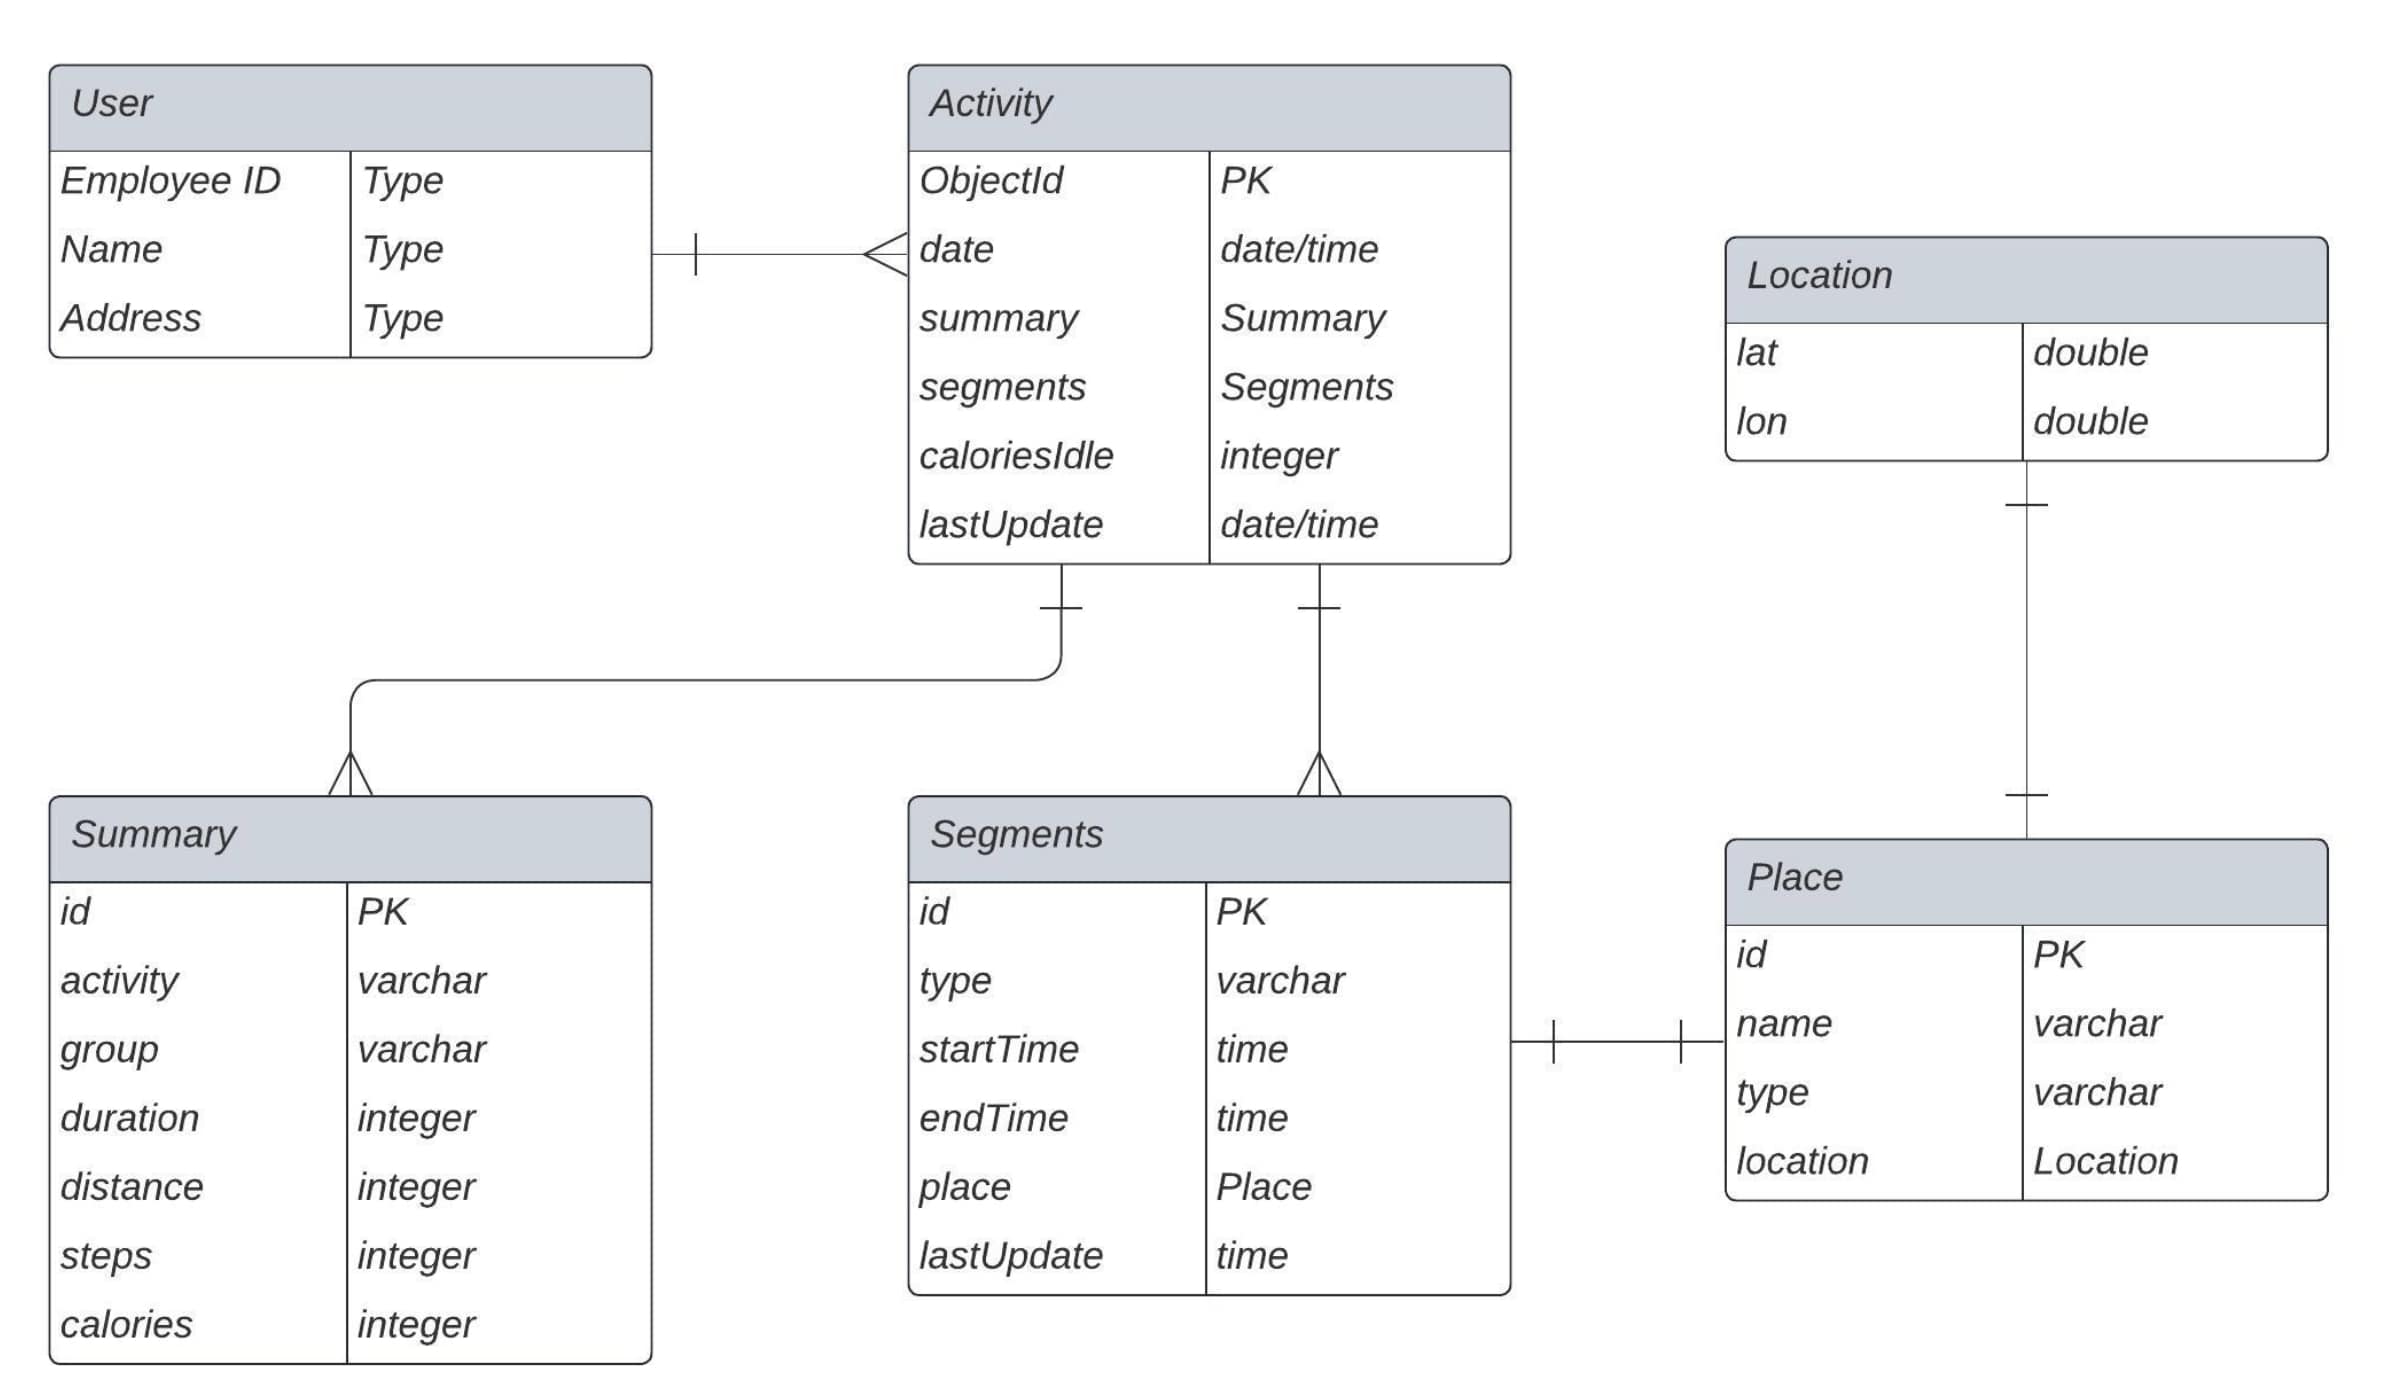 User
Employee ID Type
Name Type
Address Type
Activity
ObjectId PK
date date/time
summary Summary
segments Segments
caloriesIdle integer
lastUpdate date/time
Location
lat double
lon double
Summary
id PK
activity varchar
group varchar
duration integer
distance integer
steps integer
calories integer
Segments
id PK
type varchar
startTime time
endTime time
place Place
lastUpdate time
Place
id PK
name varchar
type varchar
location Location